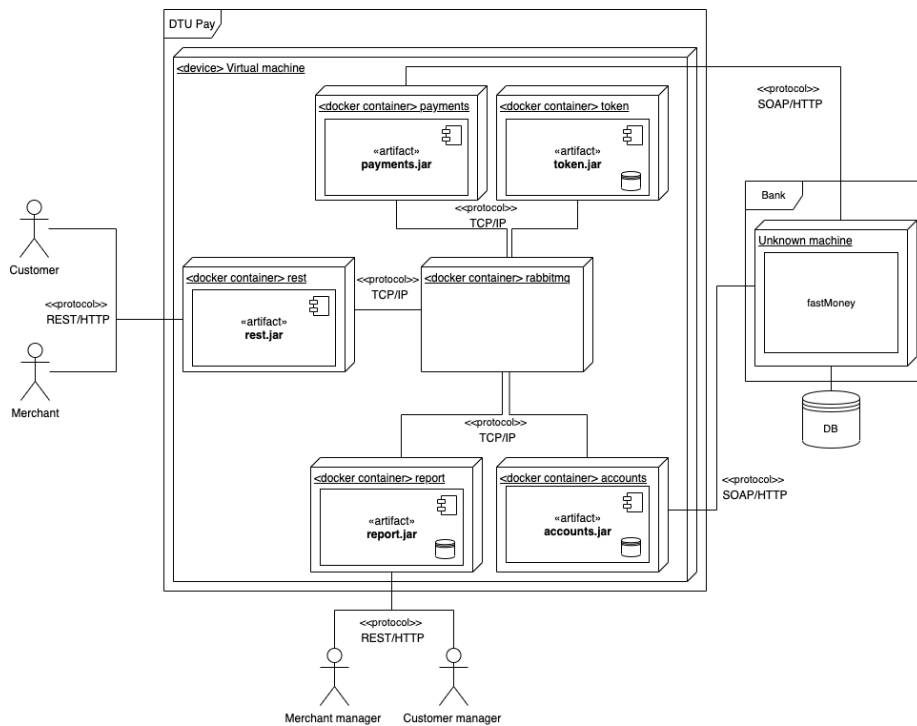 DTU Pay
<device> Virtual machine
<docker container> payments
«artifact»
payments.jar
<docker container> token
«artifact»
token.jar
<<protocol>>
SOAP/HTTP
<<protocol>>
TCP/IP
Bank
Unknown machine
fastMoney
DB
Customer
<<protocol>>
REST/HTTP
Merchant
<docker container> rest
«artifact»
rest.jar
<<protocol>>
TCP/IP
<docker container> rabbitmq
<<protocol>>
TCP/IP
<docker container> report
«artifact»
report.jar
<docker container> accounts
«artifact»
accounts.jar
<<protocol>>
SOAP/HTTP
<<protocol>>
REST/HTTP
Merchant manager
Customer manager